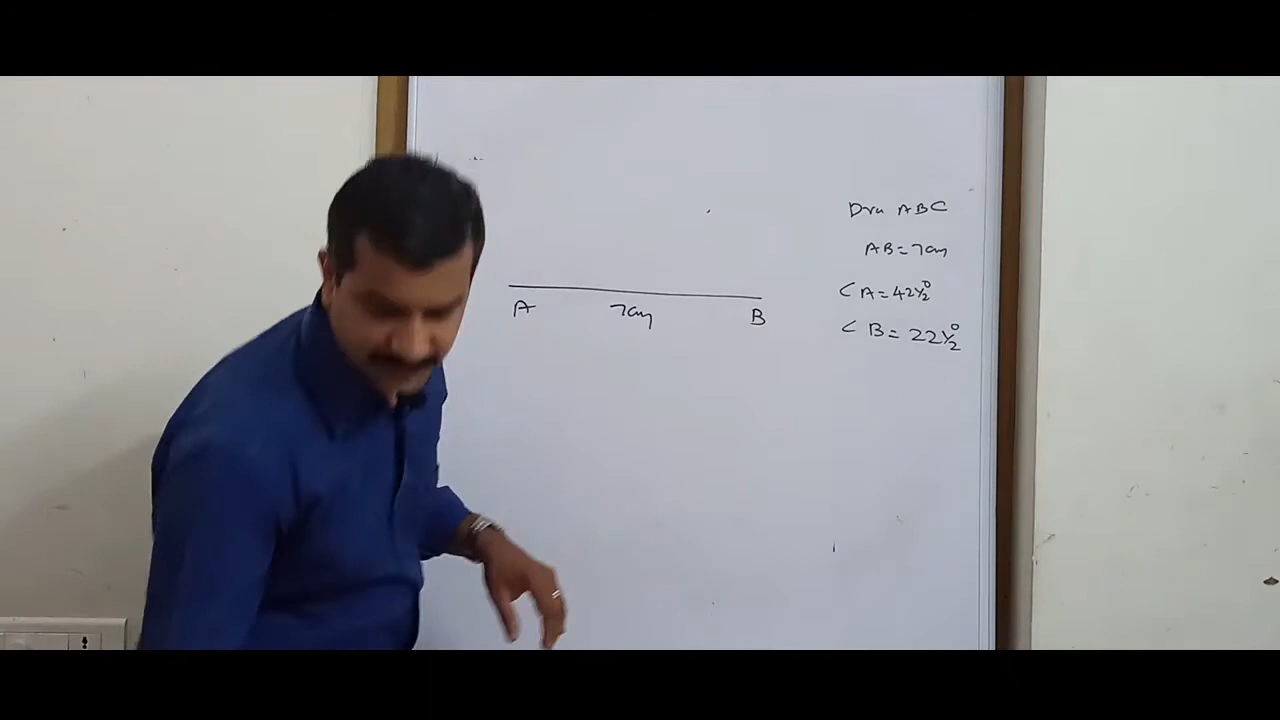 Dra ABC
AB = 7cm
∠A = 42½°
∠B = 22½°
A 7cm B